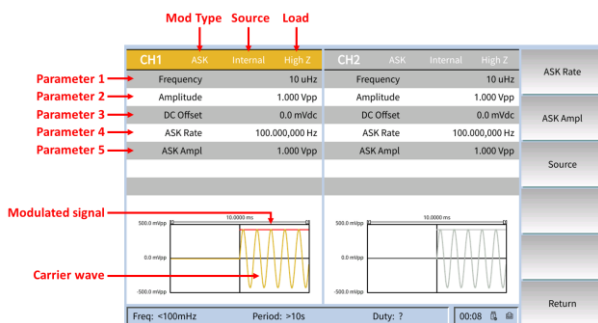 Mod Type Source Load
CH1 ASK Internal High Z CH2 ASK Internal High Z
ASK Rate
Parameter 1 Frequency 10 uHz Frequency 10 uHz
Parameter 2 Amplitude 1.000 Vpp Amplitude 1.000 Vpp
Parameter 3 DC Offset 0.0 mVdc DC Offset 0.0 mVdc
ASK Ampl
Parameter 4 ASK Rate 100.000,000 Hz ASK Rate 100.000,000 Hz
Parameter 5 ASK Ampl 1.000 Vpp ASK Ampl 1.000 Vpp
Source
Modulated signal
10.0000 ms 10.0000 ms
500.0 mVpp 500.0 mVpp
0.0 mVpp 0.0 mVpp
Carrier wave
-500.0 mVpp -500.0 mVpp
Return
Freq: <100mHz Period: >10s Duty: ? 00:08